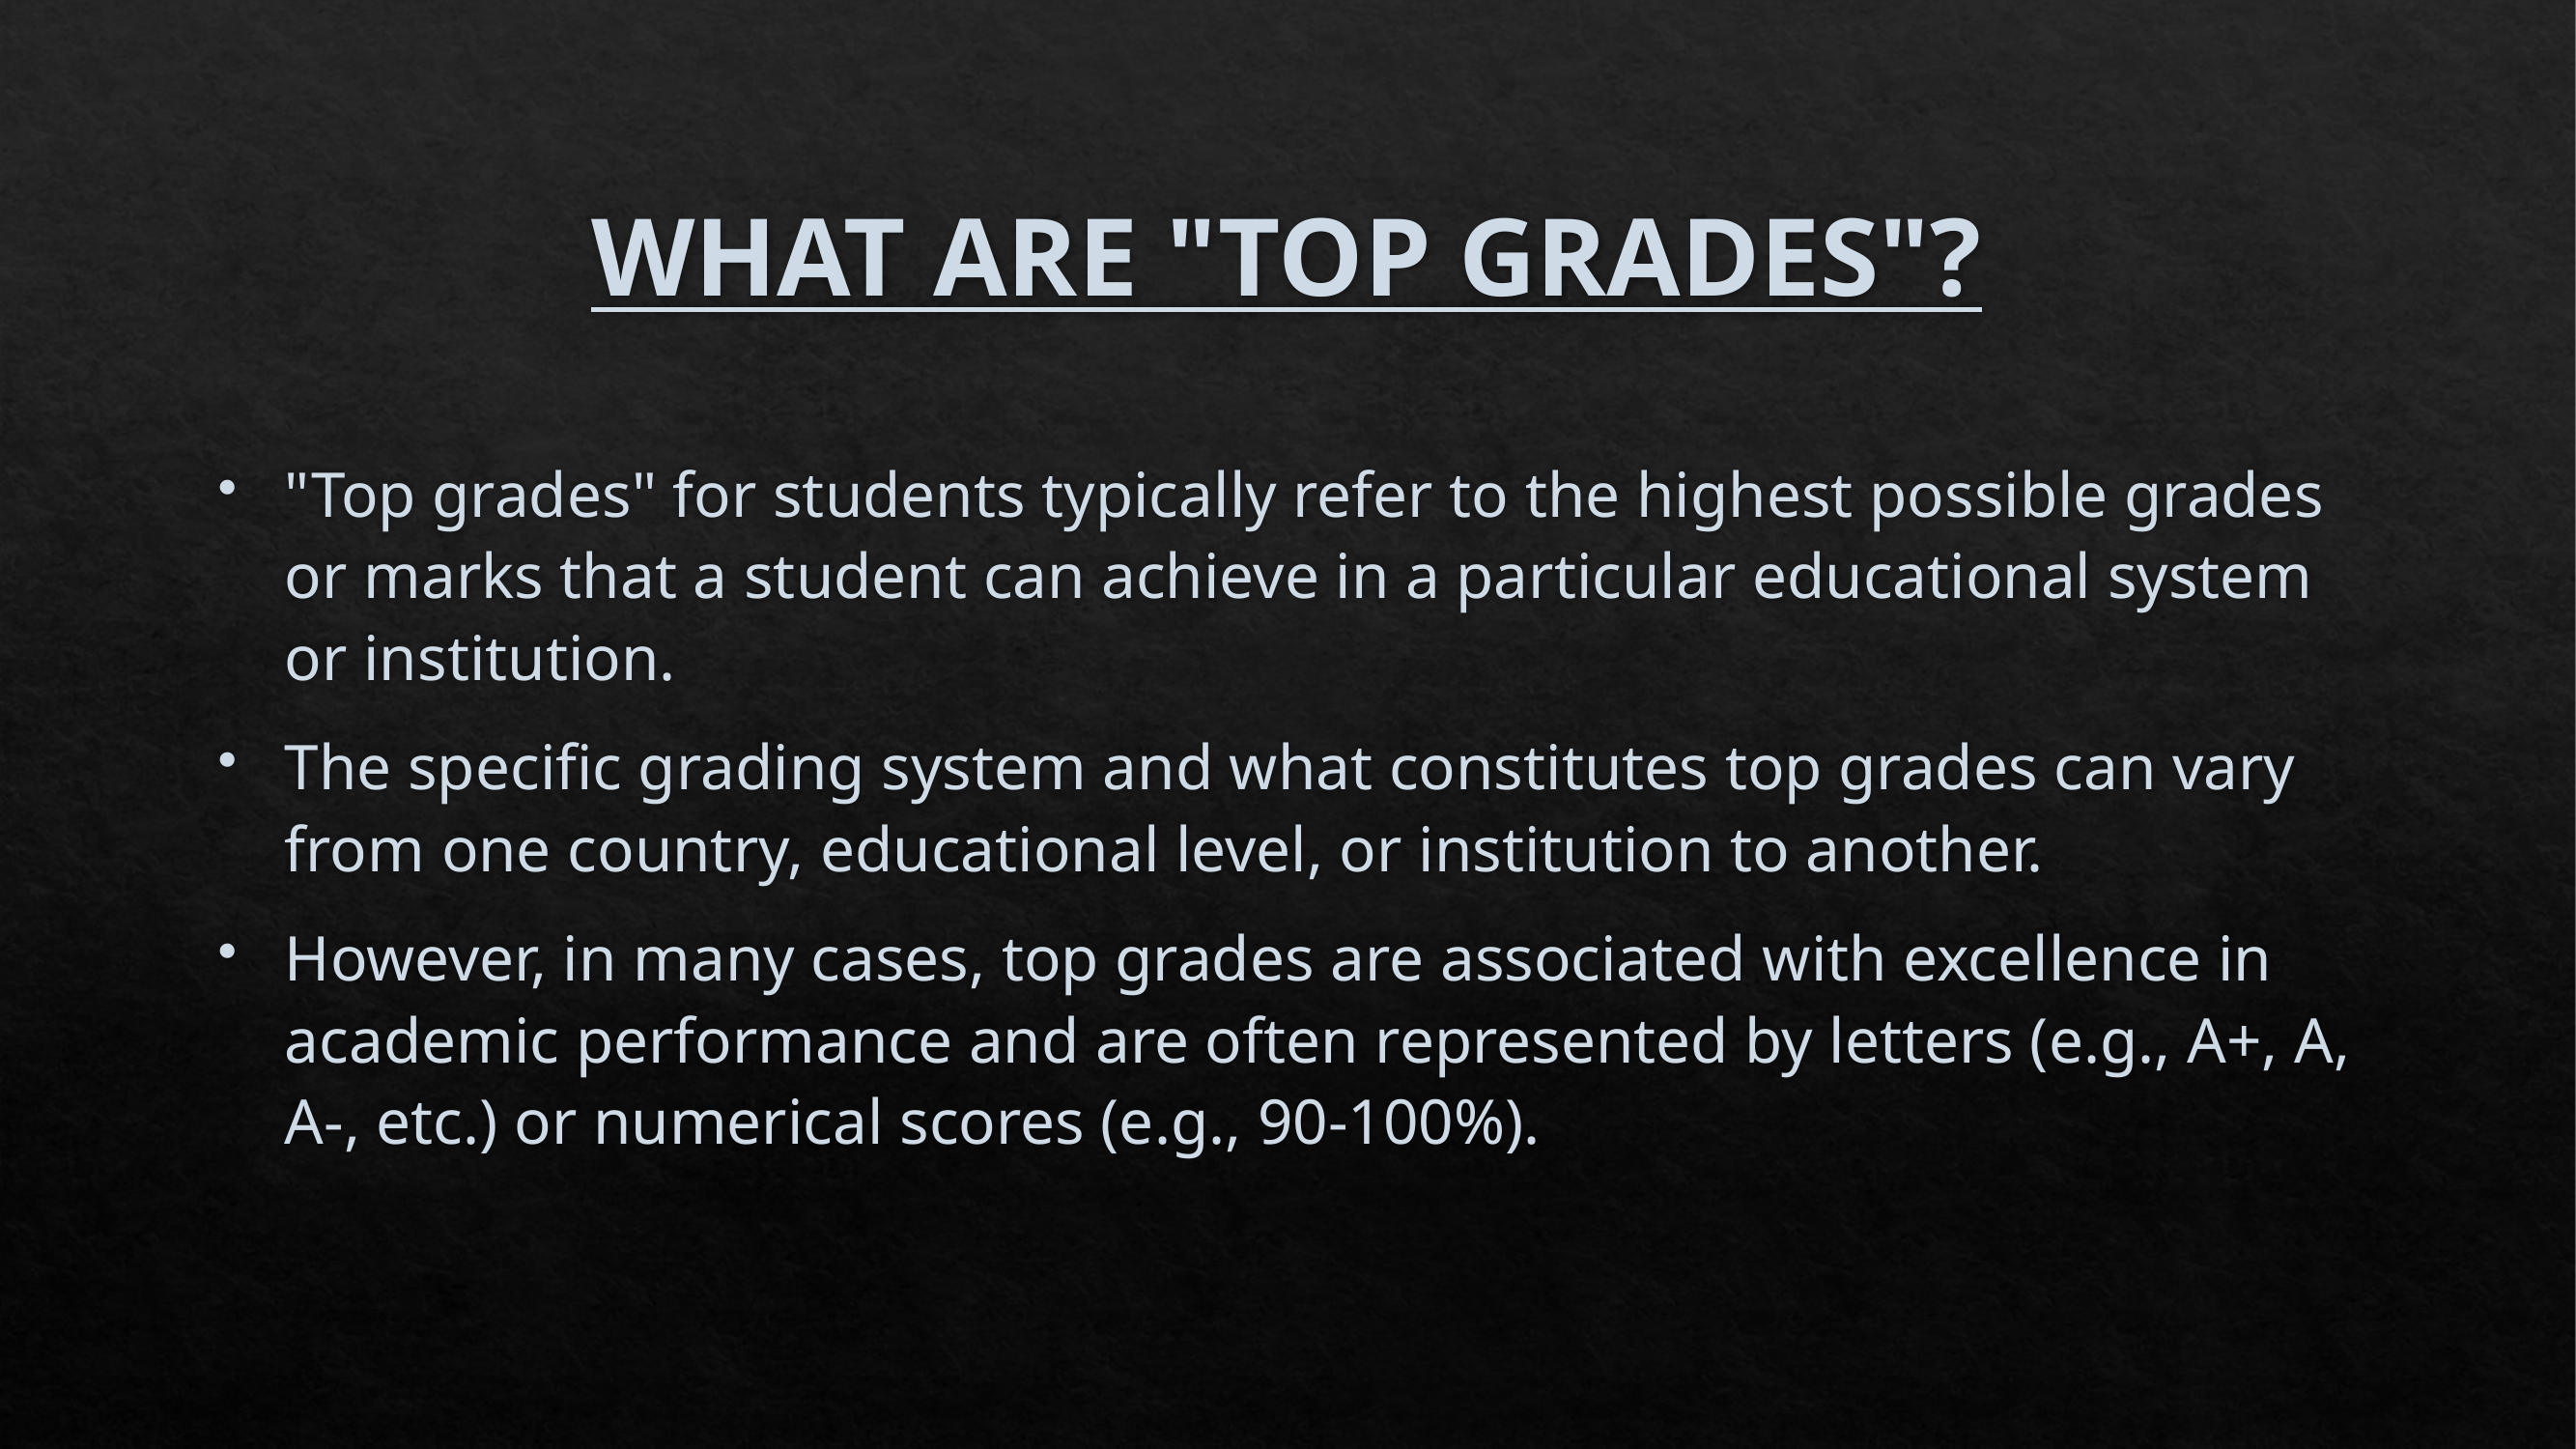 WHAT ARE "TOP GRADES"?
• "Top grades" for students typically refer to the highest possible grades
or marks that a student can achieve in a particular educational system
or institution.
• The specific grading system and what constitutes top grades can vary
from one country, educational level, or institution to another.
• However, in many cases, top grades are associated with excellence in
academic performance and are often represented by letters (e.g., A+, A,
A-, etc.) or numerical scores (e.g., 90-100%).